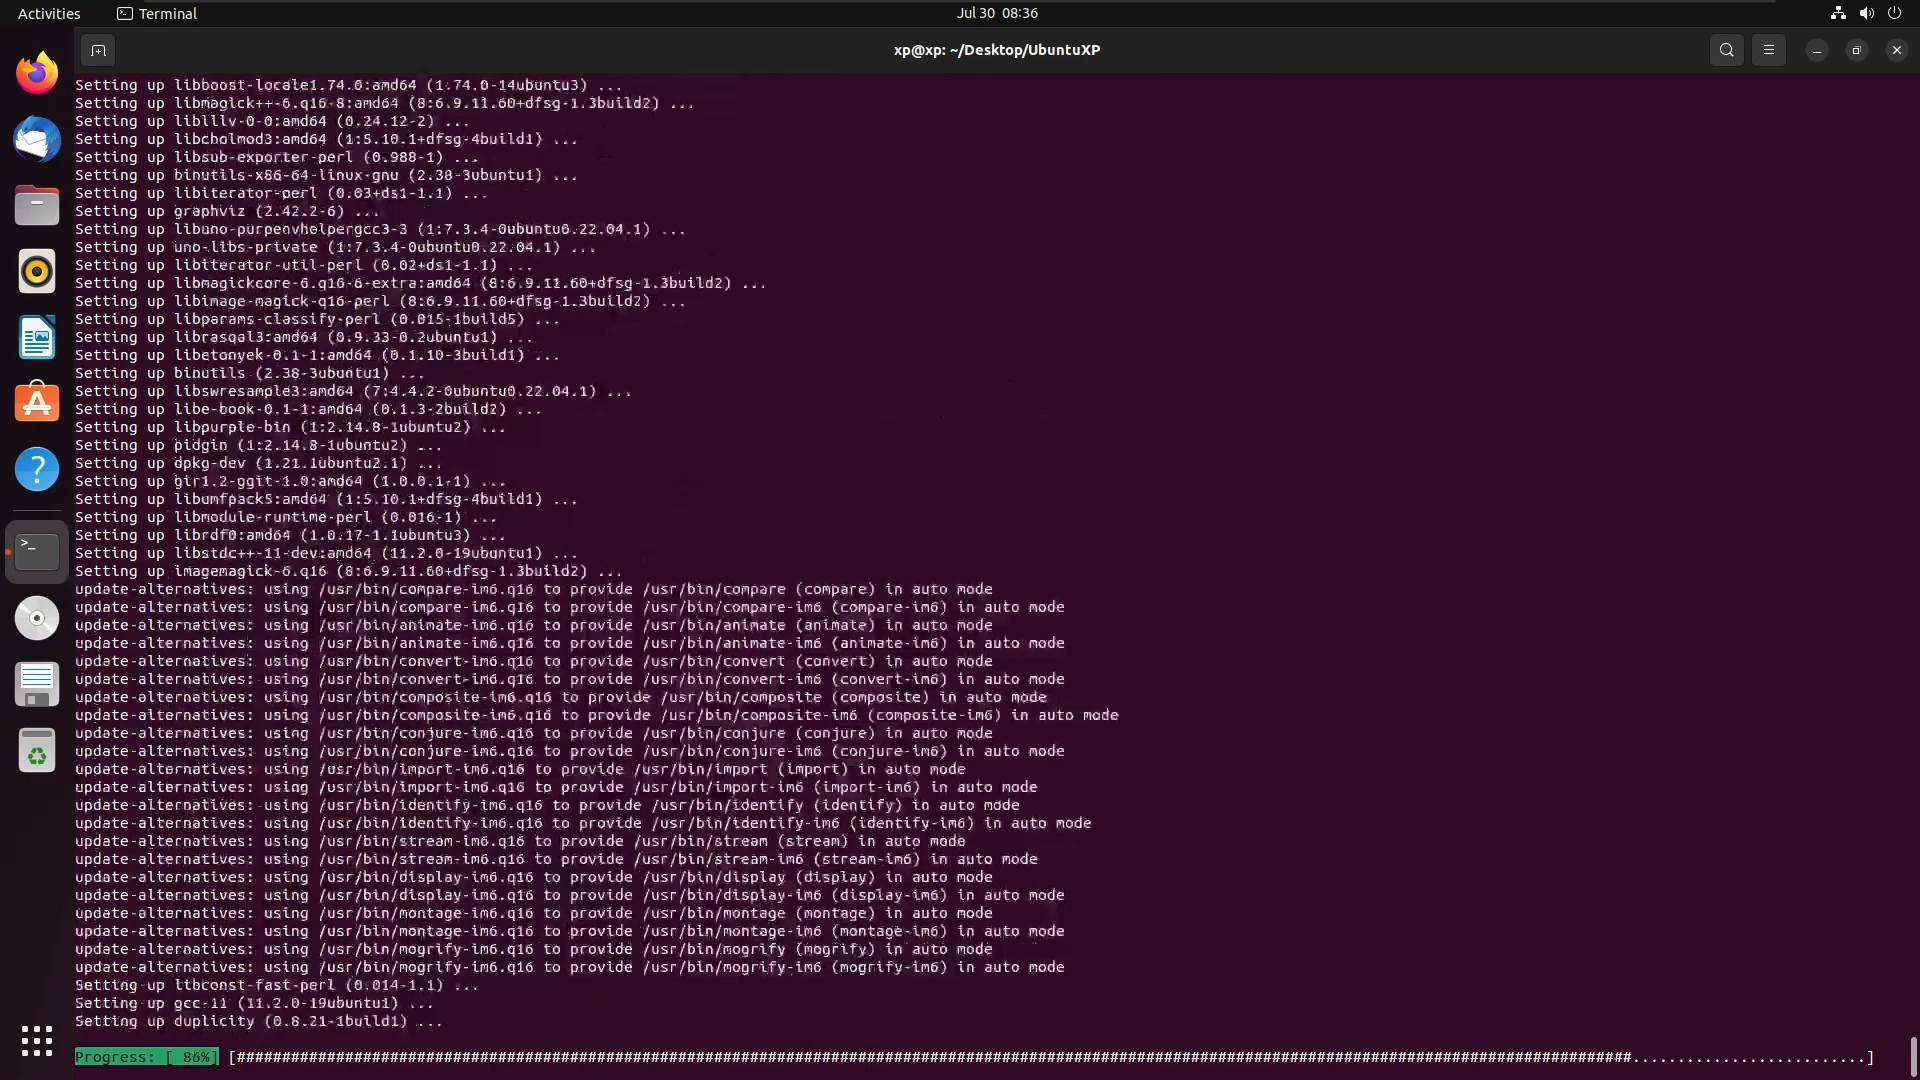 Activities
Terminal
Jul 30 08:36
xp@xp: ~/Desktop/UbuntuXP
Setting up libboost-locale1.74.0:amd64 (1.74.0-14ubuntu3) ...
Setting up libmagick++-6.q16-8:amd64 (8:6.9.11.60+dfsg-1.3build2) ...
Setting up liblilv-0-0:amd64 (0.24.12-2) ...
Setting up libcholmod3:amd64 (1:5.10.1+dfsg-4build1) ...
Setting up libsub-exporter-perl (0.988-1) ...
Setting up binutils-x86-64-linux-gnu (2.38-3ubuntu1) ...
Setting up libiterator-perl (0.03+ds1-1.1) ...
Setting up graphviz (2.42.2-6) ...
Setting up libuno-purpenvhelpergcc3-3 (1:7.3.4-0ubuntu0.22.04.1) ...
Setting up uno-libs-private (1:7.3.4-0ubuntu0.22.04.1) ...
Setting up libiterator-util-perl (0.02+ds1-1.1) ...
Setting up libmagickcore-6.q16-6-extra:amd64 (8:6.9.11.60+dfsg-1.3build2) ...
Setting up libimage-magick-q16-perl (8:6.9.11.60+dfsg-1.3build2) ...
Setting up libparams-classify-perl (0.015-1build5) ...
Setting up librasqal3:amd64 (0.9.33-0.2ubuntu1) ...
Setting up libetonyek-0.1-1:amd64 (0.1.10-3build1) ...
Setting up binutils (2.38-3ubuntu1) ...
Setting up libswresample3:amd64 (7:4.4.2-0ubuntu0.22.04.1) ...
Setting up libe-book-0.1-1:amd64 (0.1.3-2build2) ...
Setting up libpurple-bin (1:2.14.8-1ubuntu2) ...
Setting up pidgin (1:2.14.8-1ubuntu2) ...
Setting up dpkg-dev (1.21.1ubuntu2.1) ...
Setting up gir1.2-ggit-1.0:amd64 (1.0.0.1-1) ...
Setting up libumfpack5:amd64 (1:5.10.1+dfsg-4build1) ...
Setting up libmodule-runtime-perl (0.016-1) ...
Setting up librdf0:amd64 (1.0.17-1.1ubuntu3) ...
Setting up libstdc++-11-dev:amd64 (11.2.0-19ubuntu1) ...
Setting up imagemagick-6.q16 (8:6.9.11.60+dfsg-1.3build2) ...
update-alternatives: using /usr/bin/compare-im6.q16 to provide /usr/bin/compare (compare) in auto mode
update-alternatives: using /usr/bin/compare-im6.q16 to provide /usr/bin/compare-im6 (compare-im6) in auto mode
update-alternatives: using /usr/bin/animate-im6.q16 to provide /usr/bin/animate (animate) in auto mode
update-alternatives: using /usr/bin/animate-im6.q16 to provide /usr/bin/animate-im6 (animate-im6) in auto mode
update-alternatives: using /usr/bin/convert-im6.q16 to provide /usr/bin/convert (convert) in auto mode
update-alternatives: using /usr/bin/convert-im6.q16 to provide /usr/bin/convert-im6 (convert-im6) in auto mode
update-alternatives: using /usr/bin/composite-im6.q16 to provide /usr/bin/composite (composite) in auto mode
update-alternatives: using /usr/bin/composite-im6.q16 to provide /usr/bin/composite-im6 (composite-im6) in auto mode
update-alternatives: using /usr/bin/conjure-im6.q16 to provide /usr/bin/conjure (conjure) in auto mode
update-alternatives: using /usr/bin/conjure-im6.q16 to provide /usr/bin/conjure-im6 (conjure-im6) in auto mode
update-alternatives: using /usr/bin/import-im6.q16 to provide /usr/bin/import (import) in auto mode
update-alternatives: using /usr/bin/import-im6.q16 to provide /usr/bin/import-im6 (import-im6) in auto mode
update-alternatives: using /usr/bin/identify-im6.q16 to provide /usr/bin/identify (identify) in auto mode
update-alternatives: using /usr/bin/identify-im6.q16 to provide /usr/bin/identify-im6 (identify-im6) in auto mode
update-alternatives: using /usr/bin/stream-im6.q16 to provide /usr/bin/stream (stream) in auto mode
update-alternatives: using /usr/bin/stream-im6.q16 to provide /usr/bin/stream-im6 (stream-im6) in auto mode
update-alternatives: using /usr/bin/display-im6.q16 to provide /usr/bin/display (display) in auto mode
update-alternatives: using /usr/bin/display-im6.q16 to provide /usr/bin/display-im6 (display-im6) in auto mode
update-alternatives: using /usr/bin/montage-im6.q16 to provide /usr/bin/montage (montage) in auto mode
update-alternatives: using /usr/bin/montage-im6.q16 to provide /usr/bin/montage-im6 (montage-im6) in auto mode
update-alternatives: using /usr/bin/mogrify-im6.q16 to provide /usr/bin/mogrify (mogrify) in auto mode
update-alternatives: using /usr/bin/mogrify-im6.q16 to provide /usr/bin/mogrify-im6 (mogrify-im6) in auto mode
Setting up libconst-fast-perl (0.014-1.1) ...
Setting up gcc-11 (11.2.0-19ubuntu1) ...
Setting up duplicity (0.8.21-1build1) ...
Progress: [ 86%] [###########################################################################################################################################################..........................]